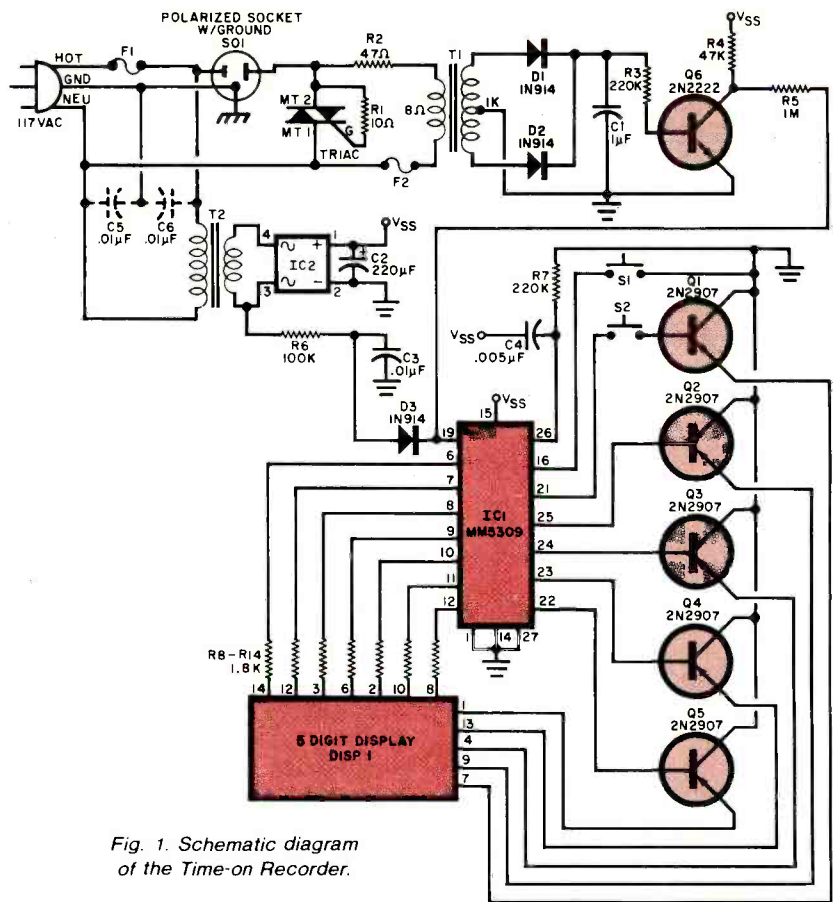 POLARIZED SOCKET
W/GROUND
SO1
F1
HOT
GND
NEU
117VAC
R2
47Ω
MT 2
MT 1
G
R1
10Ω
TRIAC
F2
T1
8Ω
1K
D1
1N914
D2
1N914
C1
1µF
R3
220K
Q6
2N2222
VSS
R4
47K
R5
1M
C5
.01µF
C6
.01µF
T2
4
3
IC2
1
2
+
-
VSS
C2
220µF
+
R6
100K
C3
.01µF
D3
1N914
R7
220K
VSS
C4
.005µF
S1
S2
Q1
2N2907
Q2
2N2907
Q3
2N2907
Q4
2N2907
Q5
2N2907
15
VSS
19
6
7
8
9
10
11
12
IC1
MM5309
26
16
21
25
24
23
22
1
14
27
R8-R14
1.8K
14
12
3
6
2
10
8
5 DIGIT DISPLAY
DISP 1
1
13
4
9
7
Fig. 1. Schematic diagram
of the Time-on Recorder.